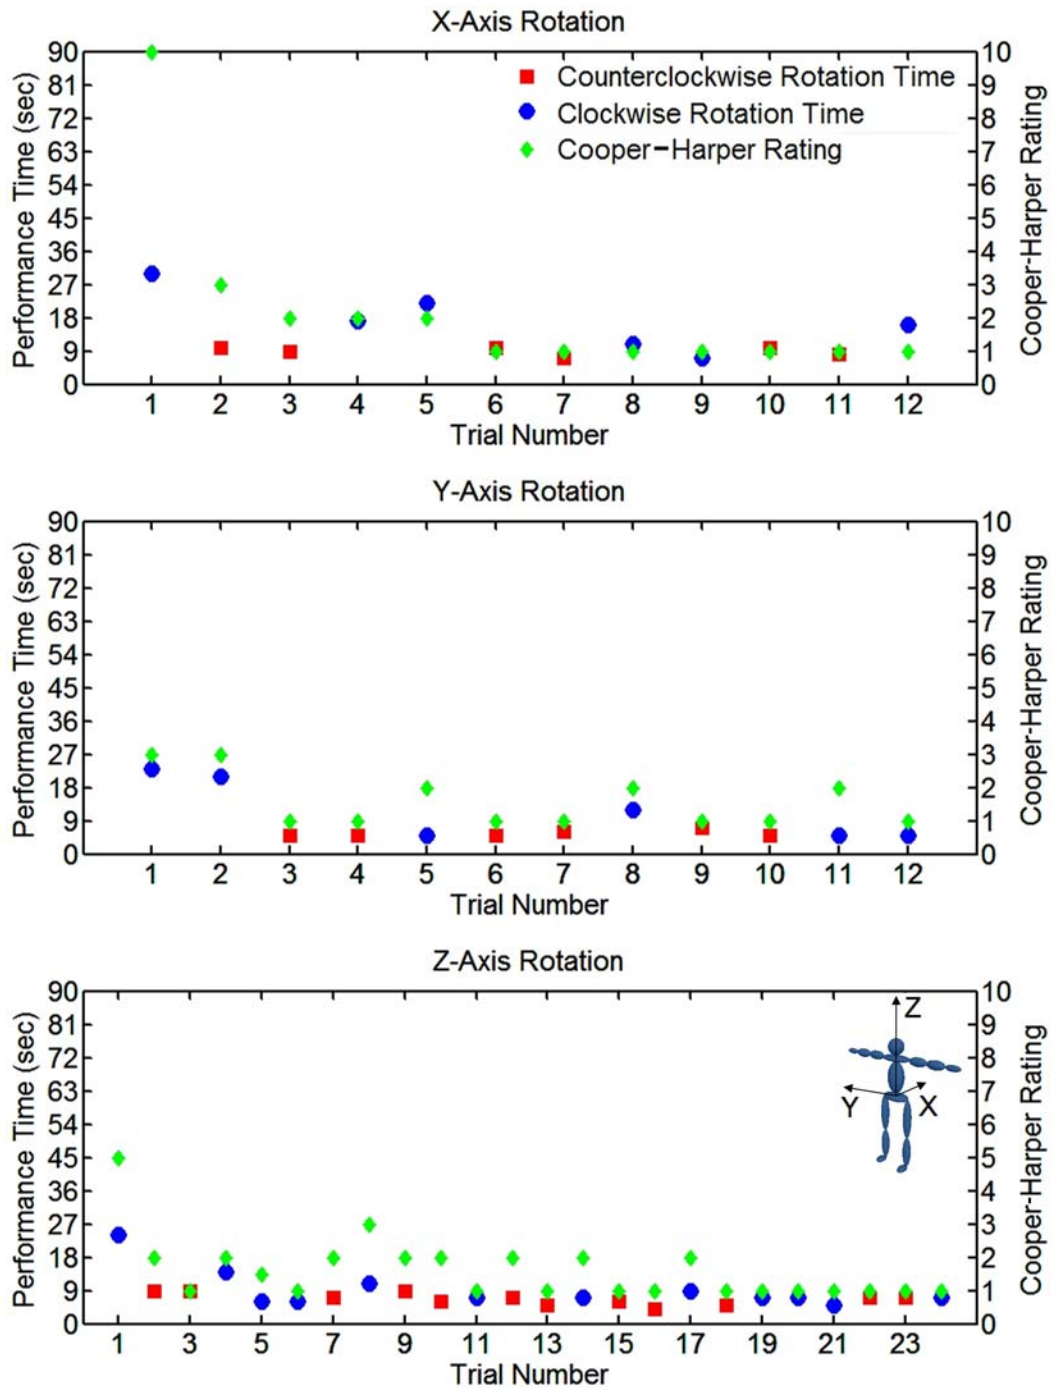 X-Axis Rotation
90 81 72 63 54 45 36 27 18 9 0
Performance Time (sec)
Counterclockwise Rotation Time
Clockwise Rotation Time
Cooper-Harper Rating
10 9 8 7 6 5 4 3 2 1 0
Cooper-Harper Rating
1 2 3 4 5 6 7 8 9 10 11 12
Trial Number
Y-Axis Rotation
90 81 72 63 54 45 36 27 18 9 0
Performance Time (sec)
10 9 8 7 6 5 4 3 2 1 0
Cooper-Harper Rating
1 2 3 4 5 6 7 8 9 10 11 12
Trial Number
Z-Axis Rotation
90 81 72 63 54 45 36 27 18 9 0
Performance Time (sec)
Z
Y X
10 9 8 7 6 5 4 3 2 1 0
Cooper-Harper Rating
1 3 5 7 9 11 13 15 17 19 21 23
Trial Number